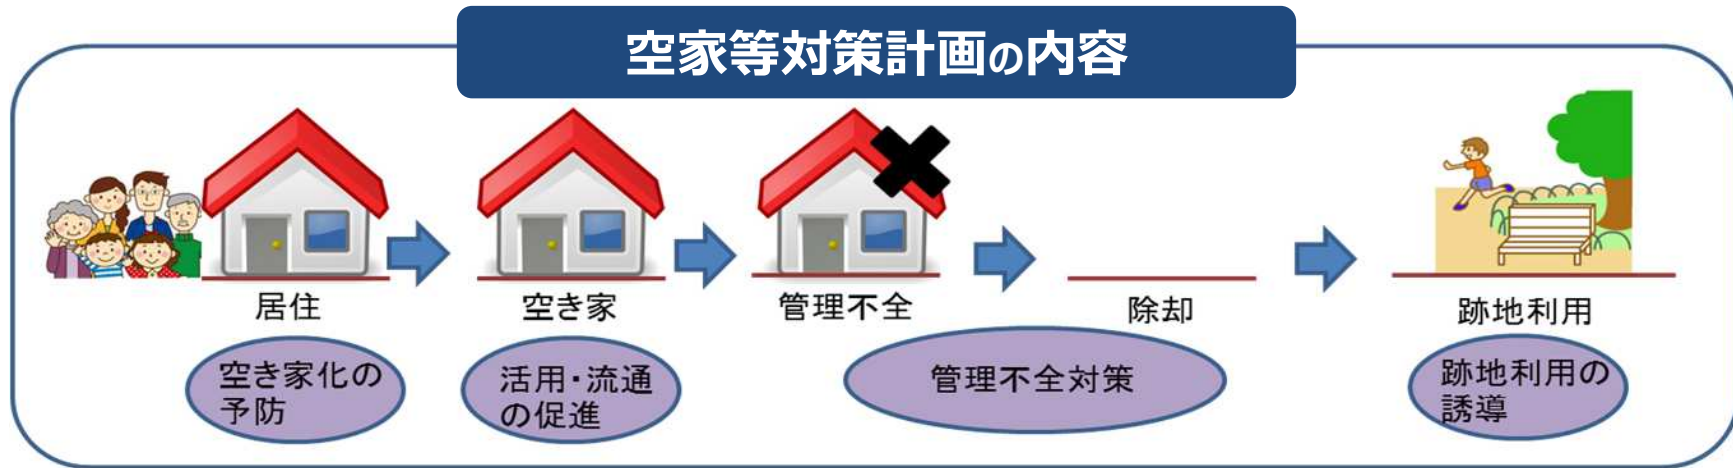 空家等対策計画の内容
居住
空き家
管理不全
除却
跡地利用
空き家化の
予防
活用・流通
の促進
管理不全対策
跡地利用の
誘導